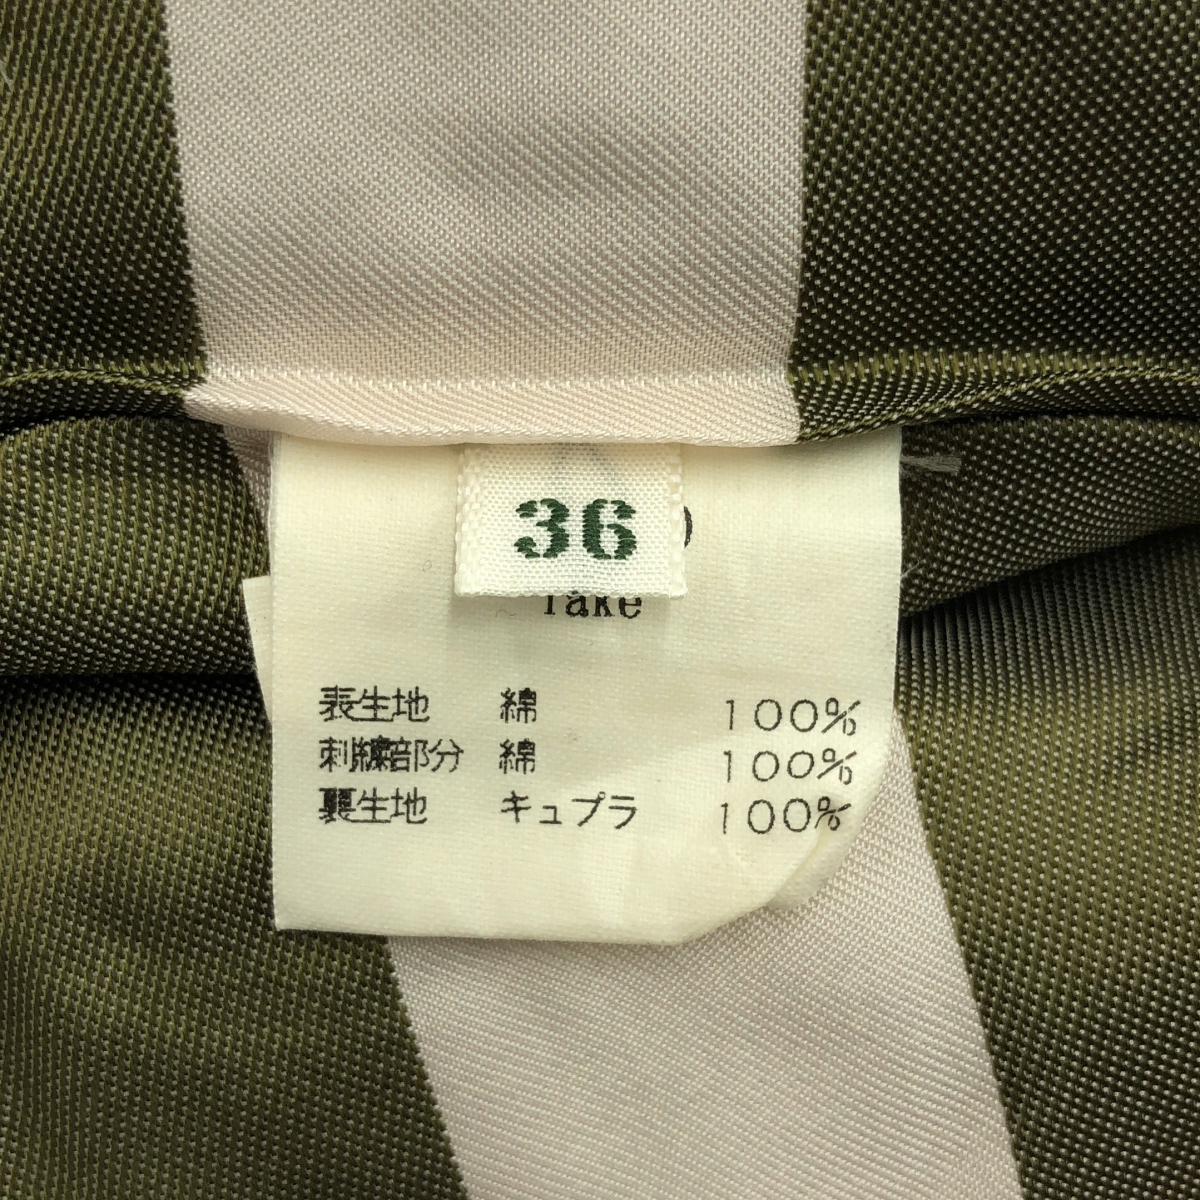 36
表生地 綿 100%
刺繍部分 綿 100%
裏生地 キュプラ 100%